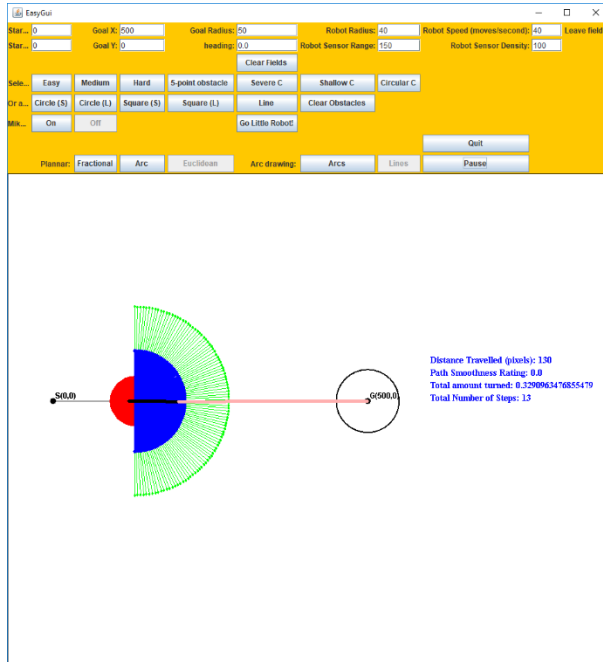 EasyGui
Star... 0 Goal X: 500 Goal Radius: 50 Robot Radius: 40 Robot Speed (moves/second): 40 Leave field
Star... 0 Goal Y: 0 heading: 0.0 Robot Sensor Range: 150 Robot Sensor Density: 100
Clear Fields
Sele... Easy Medium Hard 5-point obstacle Severe C Shallow C Circular C
Or a... Circle (S) Circle (L) Square (S) Square (L) Line Clear Obstacles
Mik... On Off Go Little Robot!
Quit
Plannar: Fractional Arc Euclidean Arc drawing: Arcs Lines Pause
Distance Travelled (pixels): 130
Path Smoothness Rating: 0.0
S(0,0) G(500,0) Total amount turned: 0.3290963476855479
Total Number of Steps: 13